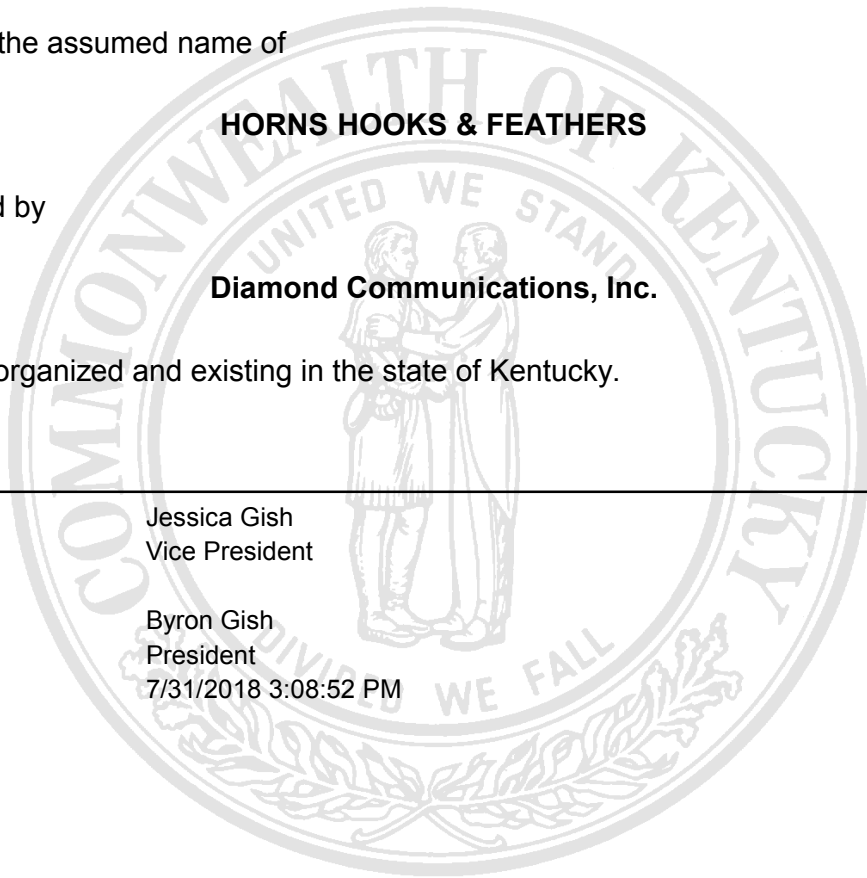 the assumed name of
HORNS HOOKS & FEATHERS
d by
Diamond Communications, Inc.
organized and existing in the state of Kentucky.
Jessica Gish
Vice President
Byron Gish
President
7/31/2018 3:08:52 PM
COMMONWEALTH OF KENTUCKY
UNITED WE STAND
DIVIDED WE FALL